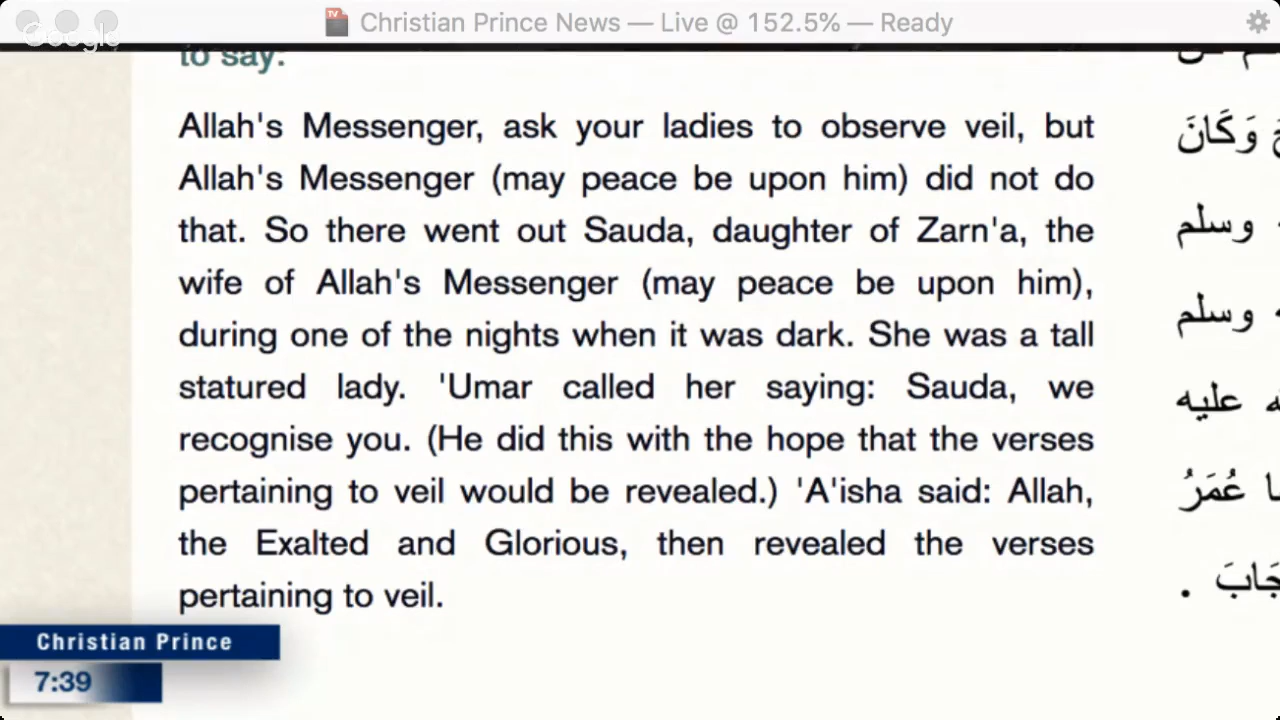 Christian Prince News — Live @ 152.5% — Ready
Google
to say:
Allah's Messenger, ask your ladies to observe veil, but
Allah's Messenger (may peace be upon him) did not do
that. So there went out Sauda, daughter of Zarn'a, the
wife of Allah's Messenger (may peace be upon him),
during one of the nights when it was dark. She was a tall
statured lady. 'Umar called her saying: Sauda, we
recognise you. (He did this with the hope that the verses
pertaining to veil would be revealed.) 'A'isha said: Allah,
the Exalted and Glorious, then revealed the verses
pertaining to veil.
وَكَانَ
وسلم
وسلم
عليه
عُمَرُ
Christian Prince
7:39